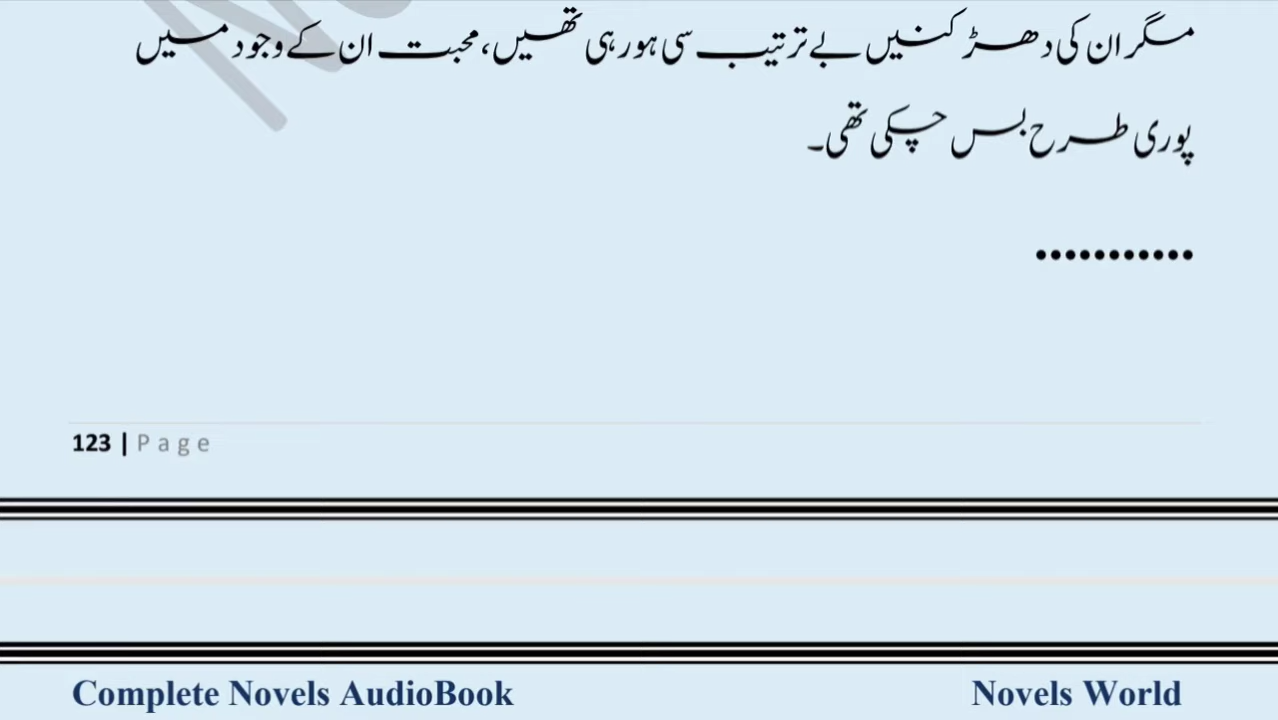 مگر ان کی دھڑکنیں بے ترتیب سی ہو رہی تھیں، محبت ان کے وجود میں
پوری طرح بس چکی تھی۔
...........
123 | Page
Complete Novels AudioBook Novels World